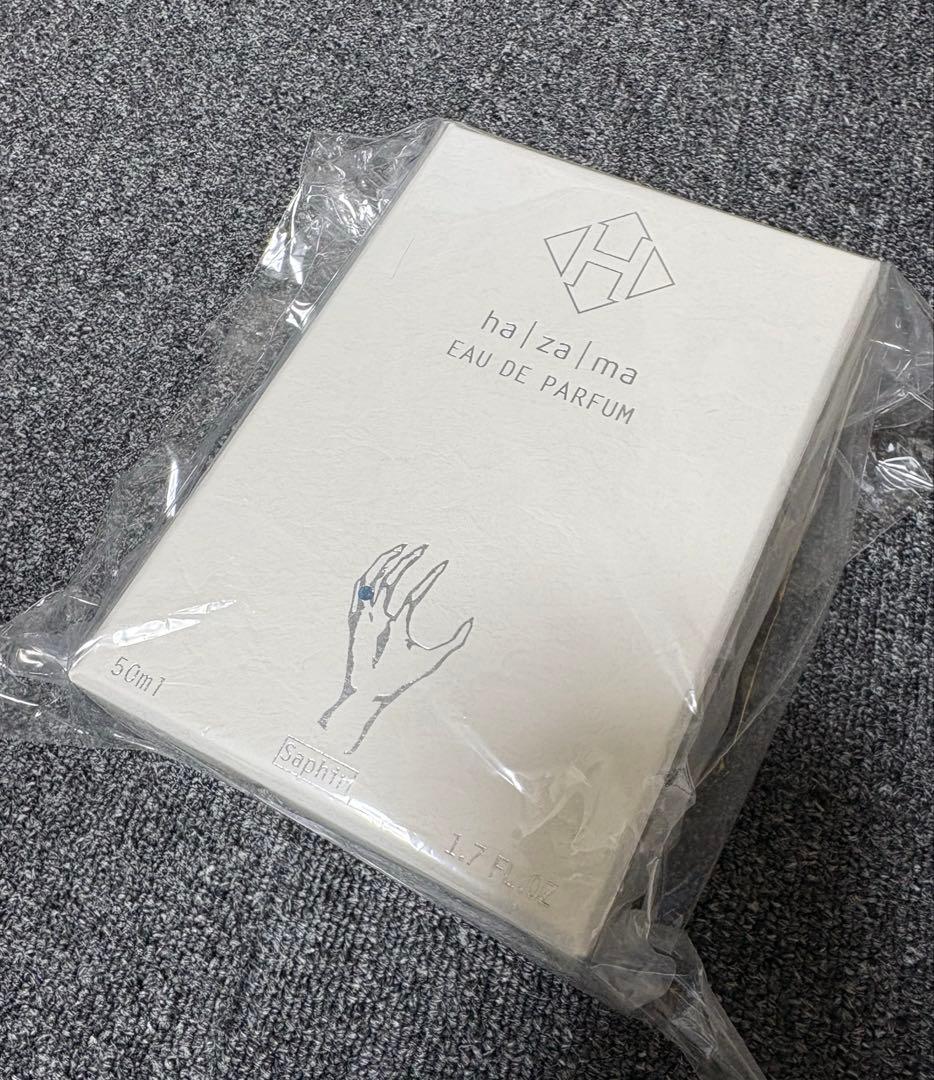 H
ha|za|ma
EAU DE PARFUM
50ml
Saphir
1.7 FL.OZ